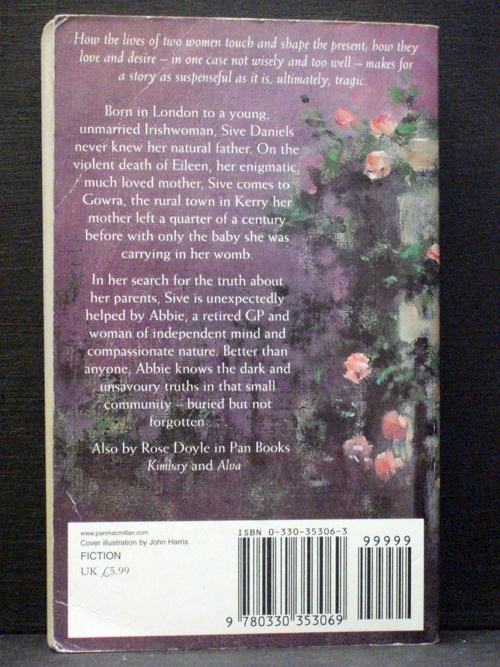 How the lives of two women touch and shape the present, how they
love and desire – in one case not wisely and too well – makes for
a story as suspenseful as it is, ultimately, tragic.
Born in London to a young,
unmarried Irishwoman, Sive Daniels
never knew her natural father. On the
violent death of Eileen, her enigmatic,
much loved mother, Sive comes to
Gowra, the rural town in Kerry her
mother left a quarter of a century
before with only the baby she was
carrying in her womb.
In her search for the truth about
her parents, Sive is unexpectedly
helped by Abbie, a retired GP and
woman of independent mind and
compassionate nature. Better than
anyone, Abbie knows the dark and
unsavoury truths in that small
community – buried but not
forgotten . . .
Also by Rose Doyle in Pan Books
Kimbay and Alva
www.panmacmillan.com
Cover illustration by John Harris
FICTION
UK £5.99
ISBN 0-330-35306-3
99999
9 780330 353069